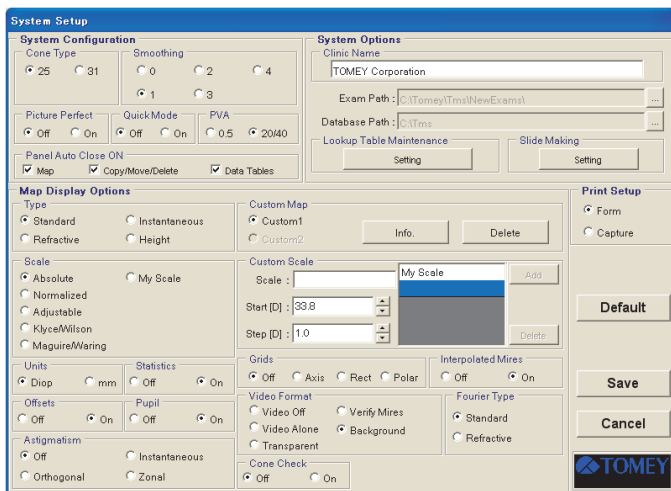 System Setup
System Configuration
Cone Type
25 31
Smoothing
0 2 4
1 3
Picture Perfect
Off On
Quick Mode
Off On
PVA
0.5 20/40
Panel Auto Close ON
Map Copy/Move/Delete Data Tables
System Options
Clinic Name
TOMEY Corporation
Exam Path : C:\Tomey\Tms\NewExams\ ...
Database Path : C:\Tms ...
Lookup Table Maintenance
Setting
Slide Making
Setting
Map Display Options
Type
Standard Instantaneous
Refractive Height
Scale
Absolute My Scale
Normalized
Adjustable
Klyce/Wilson
Maguire/Waring
Units
Diop mm
Statistics
Off On
Offsets
Off On
Pupil
Off On
Astigmatism
Off Instantaneous
Orthogonal Zonal
Custom Map
Custom1
Custom2
Info. Delete
Custom Scale
Scale :
Start [D] : 33.8
Step [D] : 1.0
My Scale
Add
Delete
Grids
Off Axis Rect Polar
Interpolated Mires
Off On
Video Format
Video Off Verify Mires
Video Alone Background
Transparent
Fourier Type
Standard
Refractive
Cone Check
Off On
Print Setup
Form
Capture
Default
Save
Cancel
TOMEY